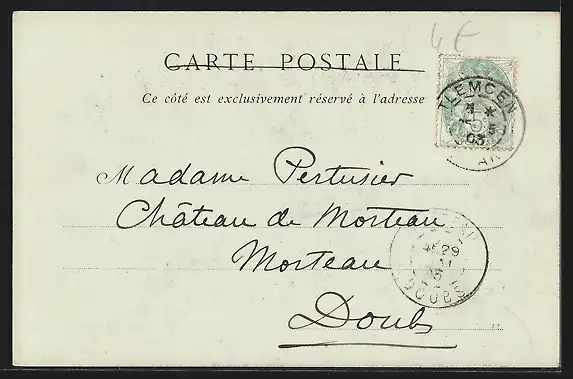 4€
CARTE POSTALE
Ce côté est exclusivement réservé à l'adresse
TLEMCEN
5
03
Madame Pertusier
Château de Morteau
Morteau
29
DOUBS
Doubs